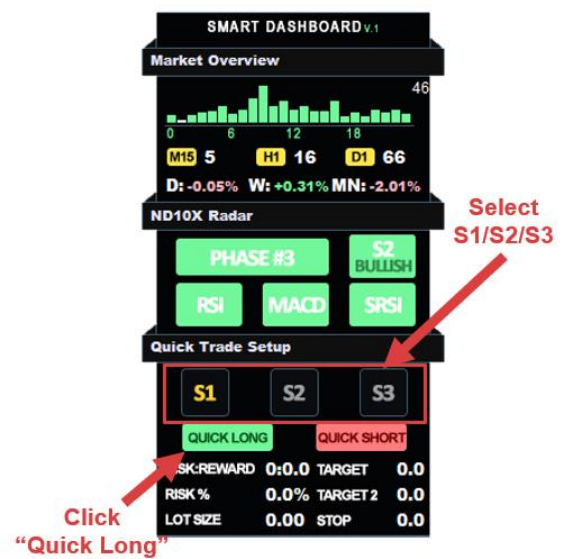 SMART DASHBOARD V.1
Market Overview
46
0 6 12 18
M15 5 H1 16 D1 66
D: -0.05% W: +0.31% MN: -2.01%
ND10X Radar
Select
S1/S2/S3
PHASE #3 S2
BULLISH
RSI MACD SRSI
Quick Trade Setup
S1 S2 S3
QUICK LONG QUICK SHORT
SK:REWARD 0:0.0 TARGET 0.0
RISK % 0.0% TARGET 2 0.0
LOT SIZE 0.00 STOP 0.0
Click
"Quick Long"